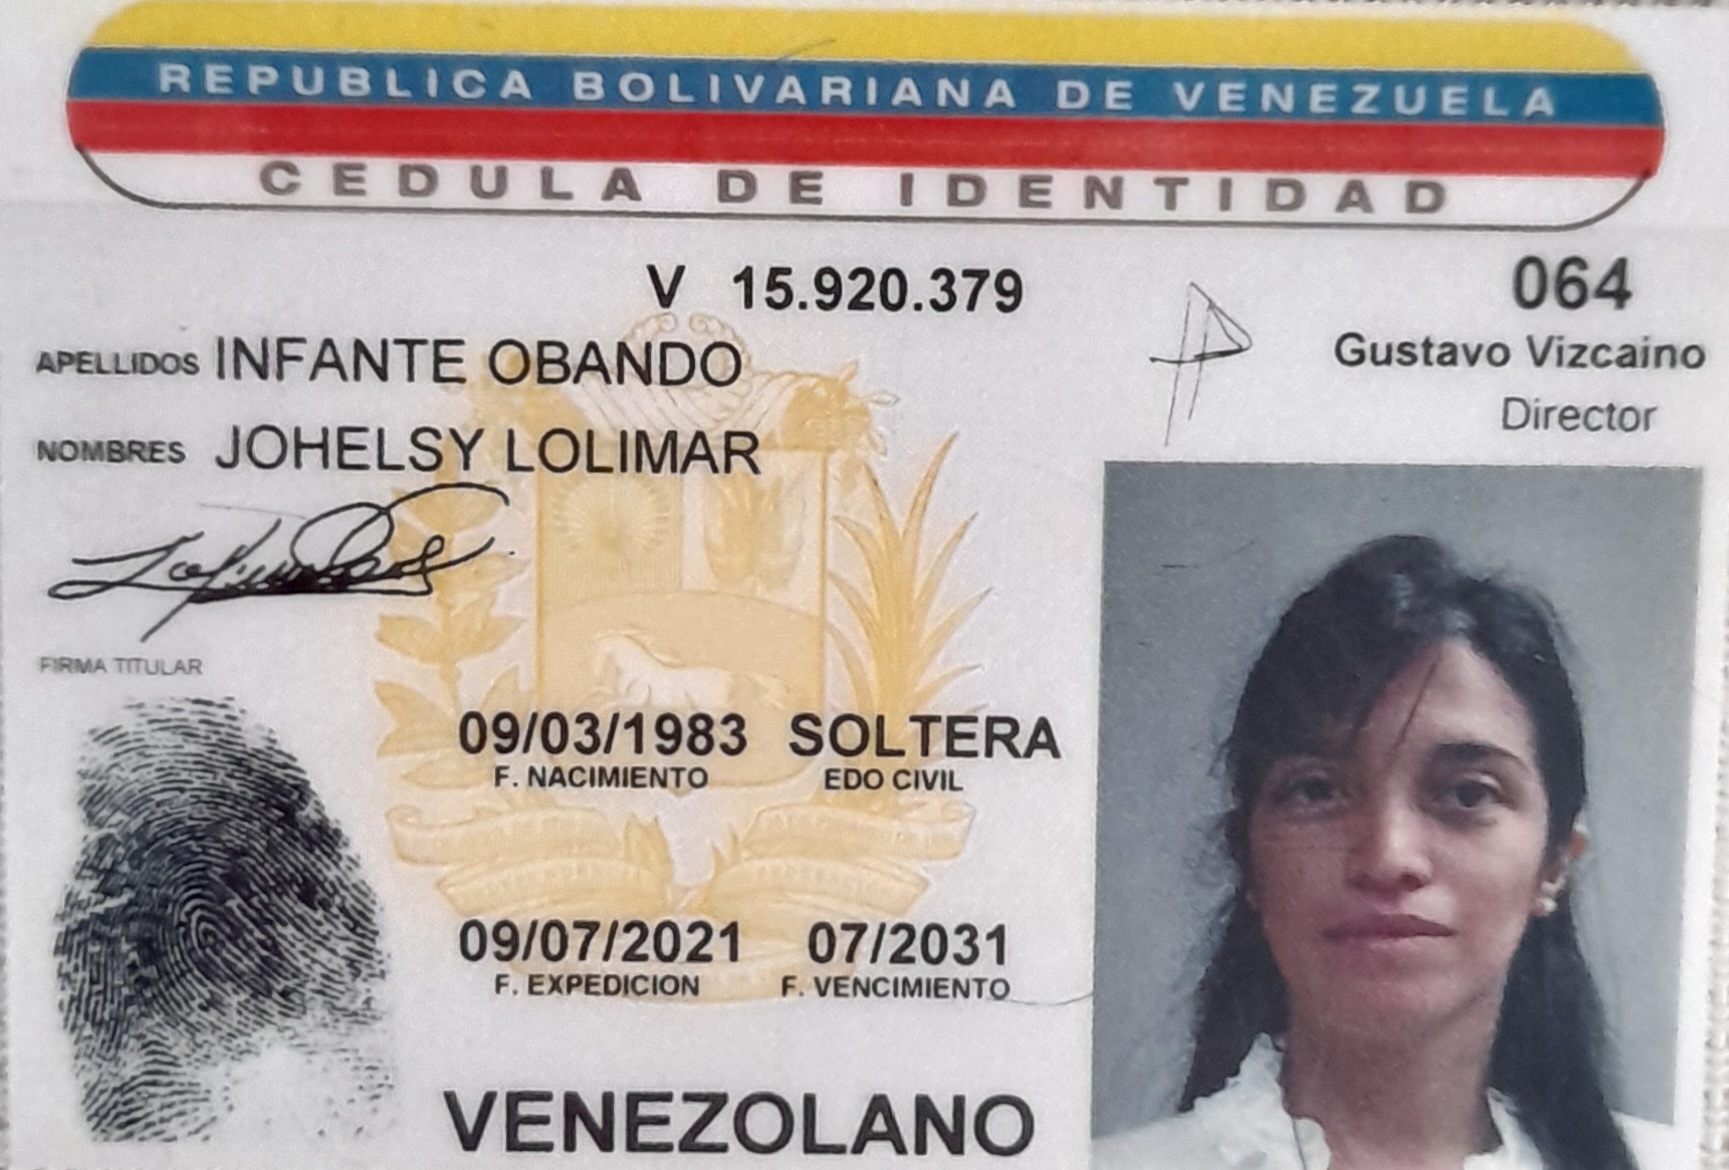 REPUBLICA BOLIVARIANA DE VENEZUELA
CEDULA DE IDENTIDAD
V 15.920.379
064
Gustavo Vizcaino
Director
APELLIDOS INFANTE OBANDO
NOMBRES JOHELSY LOLIMAR
FIRMA TITULAR
09/03/1983 SOLTERA
F. NACIMIENTO EDO CIVIL
09/07/2021 07/2031
F. EXPEDICION F. VENCIMIENTO
VENEZOLANO